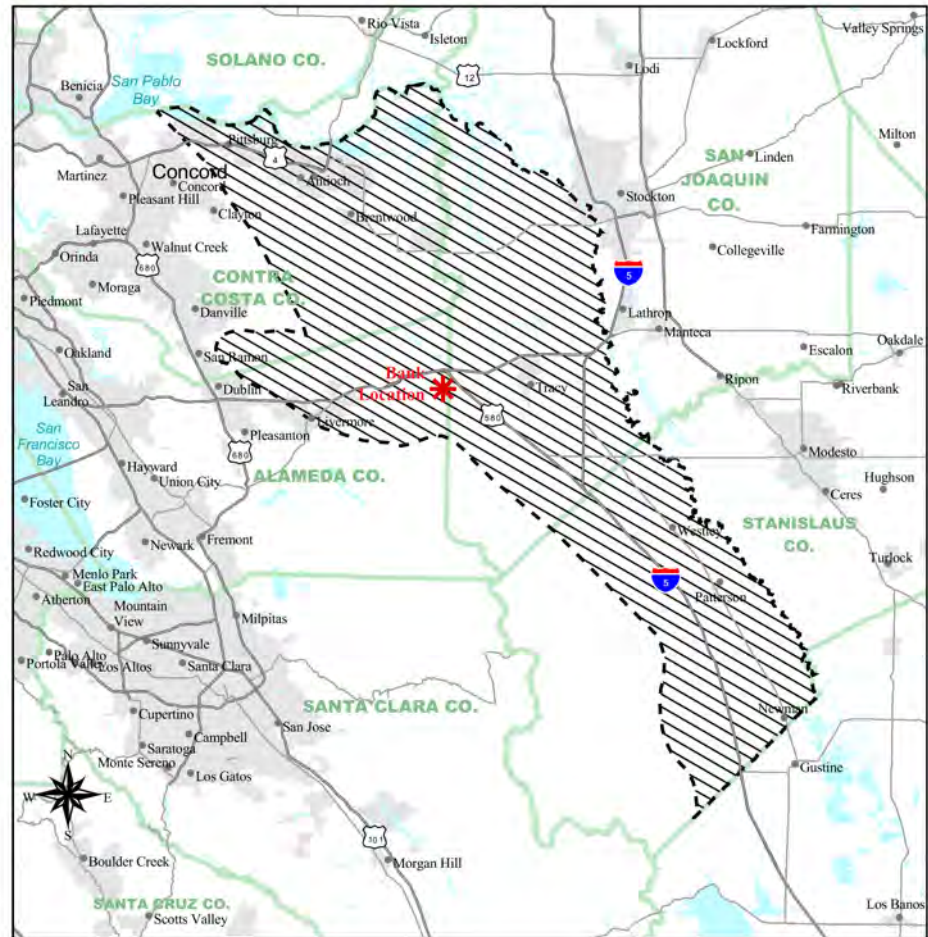 Rio Vista
Isleton
Valley Springs
Lockford
SOLANO CO.
Lodi
12
San Pablo
Bay
Benicia
Milton
Pittsburg
4
Linden
SAN
JOAQUIN
CO.
Martinez
Concord
Concord
Antioch
Pleasant Hill
Stockton
Clayton
Brentwood
Farmington
Lafayette
Walnut Creek
Collegeville
Orinda
680
5
CONTRA
COSTA CO.
Moraga
Piedmont
Danville
Lathrop
Manteca
Oakdale
Oakland
San Ramon
Escalon
Bank
Location
Tracy
Ripon
Riverbank
San
Leandro
Dublin
680
Livermore
San
Francisco
Bay
Pleasanton
680
Modesto
Hayward
ALAMEDA CO.
Hughson
Union City
Ceres
Foster City
STANISLAUS
CO.
Westley
Redwood City
Newark
Fremont
Turlock
Menlo Park
East Palo Alto
5
Patterson
Atherton
Mountain
View
Milpitas
Sunnyvale
Palo Alto
Portola Valley
Los Altos
Santa Clara
SANTA CLARA CO.
Cupertino
Newman
San Jose
Campbell
Saratoga
Monte Sereno
Gustine
N
Los Gatos
W
E
S
101
Boulder Creek
Morgan Hill
SANTA CRUZ CO.
Los Banos
Scotts Valley